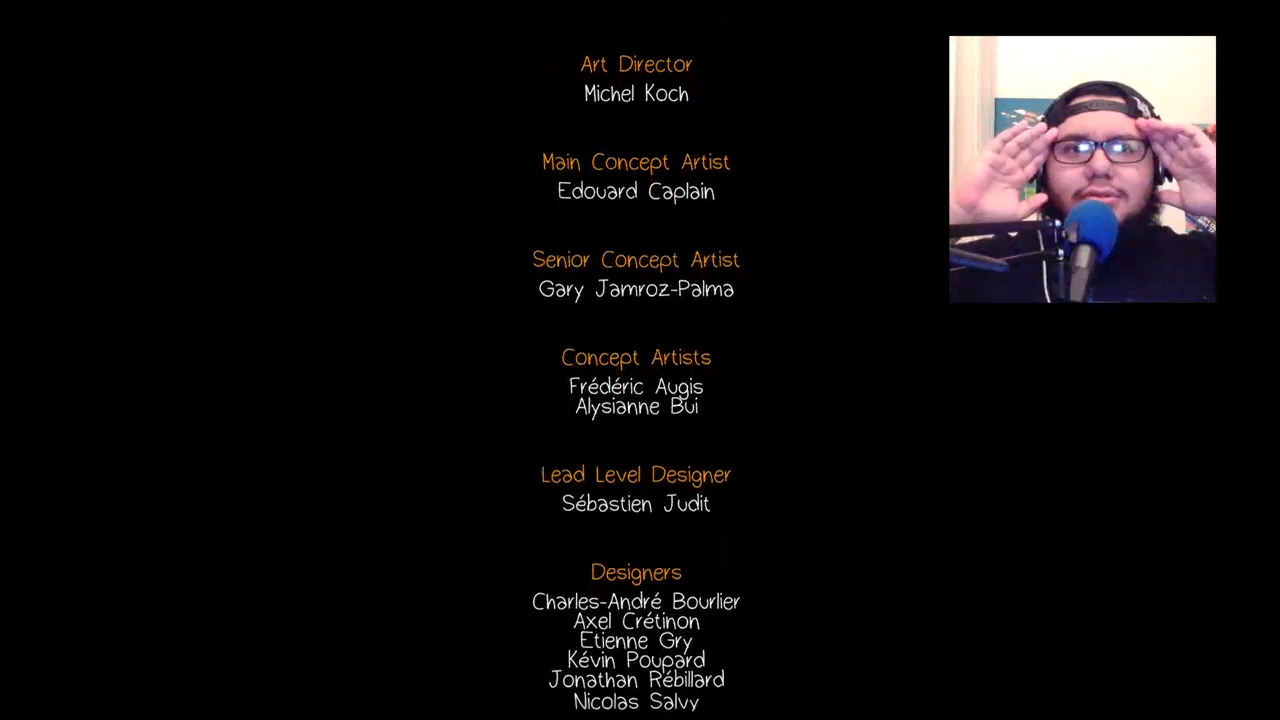 Art Director
Michel Koch
Main Concept Artist
Edouard Caplain
Senior Concept Artist
Gary Jamroz-Palma
Concept Artists
Frédéric Augis
Alysianne Bui
Lead Level Designer
Sébastien Judit
Designers
Charles-André Bourlier
Axel Crétinon
Etienne Gry
Kévin Poupard
Jonathan Rébillard
Nicolas Salvy